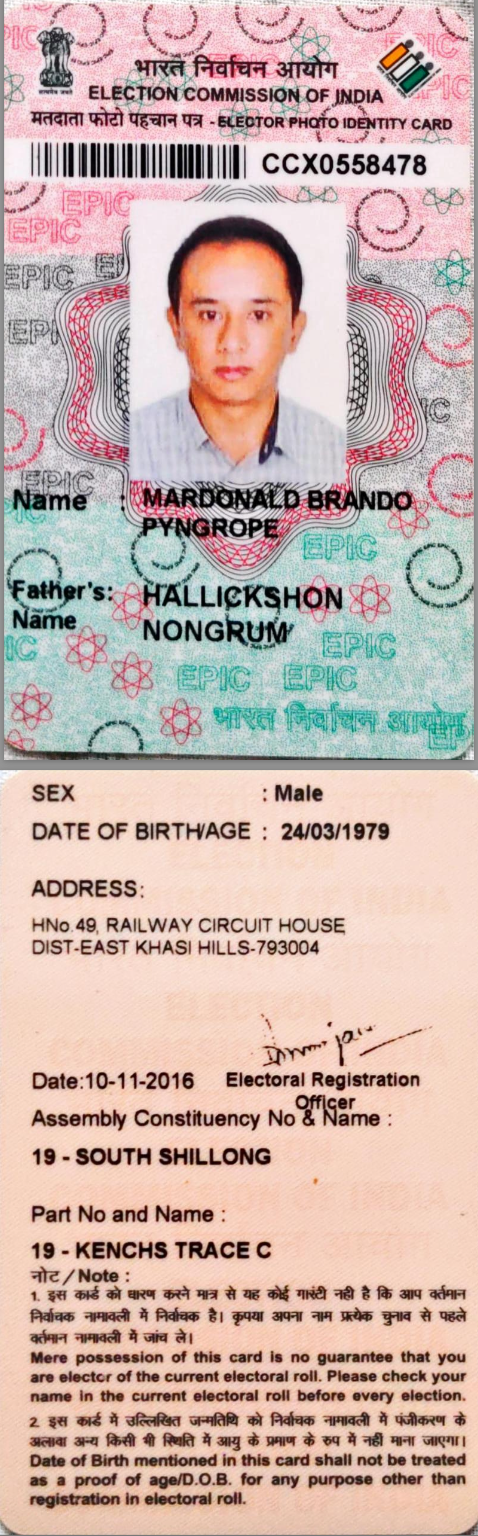 भारत निर्वाचन आयोग
ELECTION COMMISSION OF INDIA
मतदाता फोटो पहचान पत्र - ELECTOR PHOTO IDENTITY CARD
CCX0558478
Name : MARDONALD BRANDO
PYNGROPE
Father's: HALLICKSHON
Name NONGRUM
भारत निर्वाचन आयोग
SEX : Male
DATE OF BIRTH/AGE : 24/03/1979
ADDRESS:
HNo.49, RAILWAY CIRCUIT HOUSE
DIST-EAST KHASI HILLS-793004
Date:10-11-2016 Electoral Registration
Officer
Assembly Constituency No & Name :
19 - SOUTH SHILLONG
Part No and Name :
19 - KENCHS TRACE C
नोट / Note :
1. इस कार्ड को धारण करने मात्र से यह कोई गारंटी नही है कि आप वर्तमान
निर्वाचक नामावली में निर्वाचक है। कृपया अपना नाम प्रत्येक चुनाव से पहले
वर्तमान नामावली में जांच ले।
Mere possession of this card is no guarantee that you
are elector of the current electoral roll. Please check your
name in the current electoral roll before every election.
2. इस कार्ड में उल्लिखित जन्मतिथि को निर्वाचक नामावली में पंजीकरण के
अलावा अन्य किसी भी स्थिति में आयु के प्रमाण के रुप में नहीं माना जाएगा।
Date of Birth mentioned in this card shall not be treated
as a proof of age/D.O.B. for any purpose other than
registration in electoral roll.